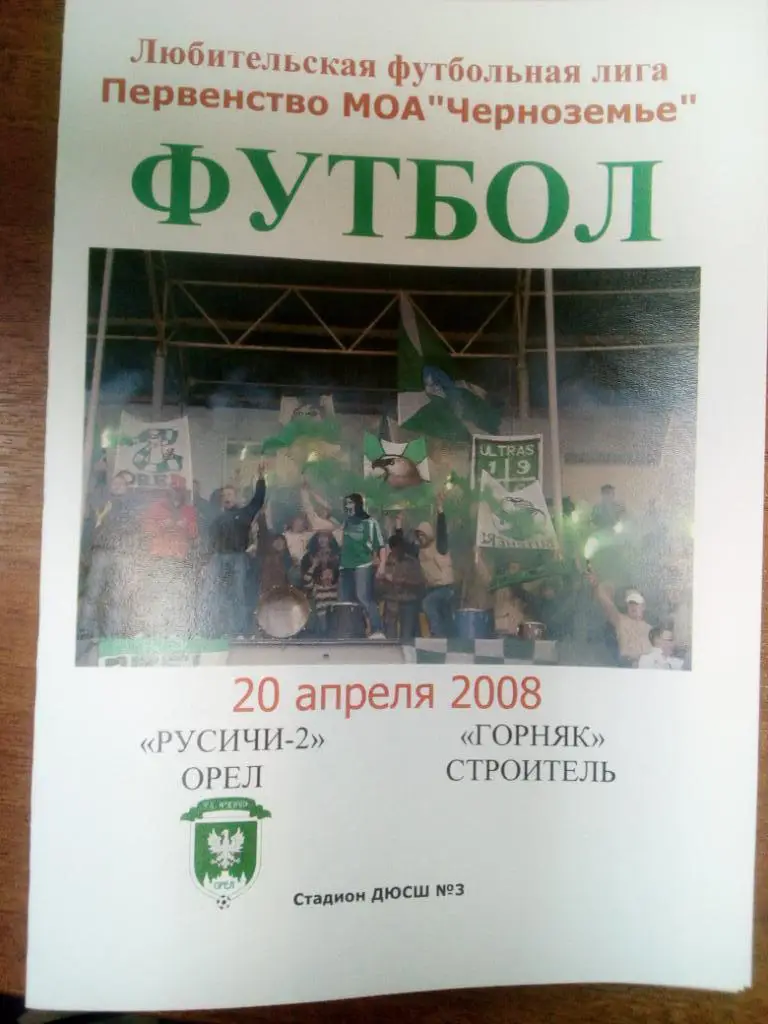 Любительская футбольная лига
Первенство МОА"Черноземье"
ФУТБОЛ
ULTRAS
19
20 апреля 2008
«РУСИЧИ-2» «ГОРНЯК»
ОРЕЛ СТРОИТЕЛЬ
ОРЕЛ
Стадион ДЮСШ №3